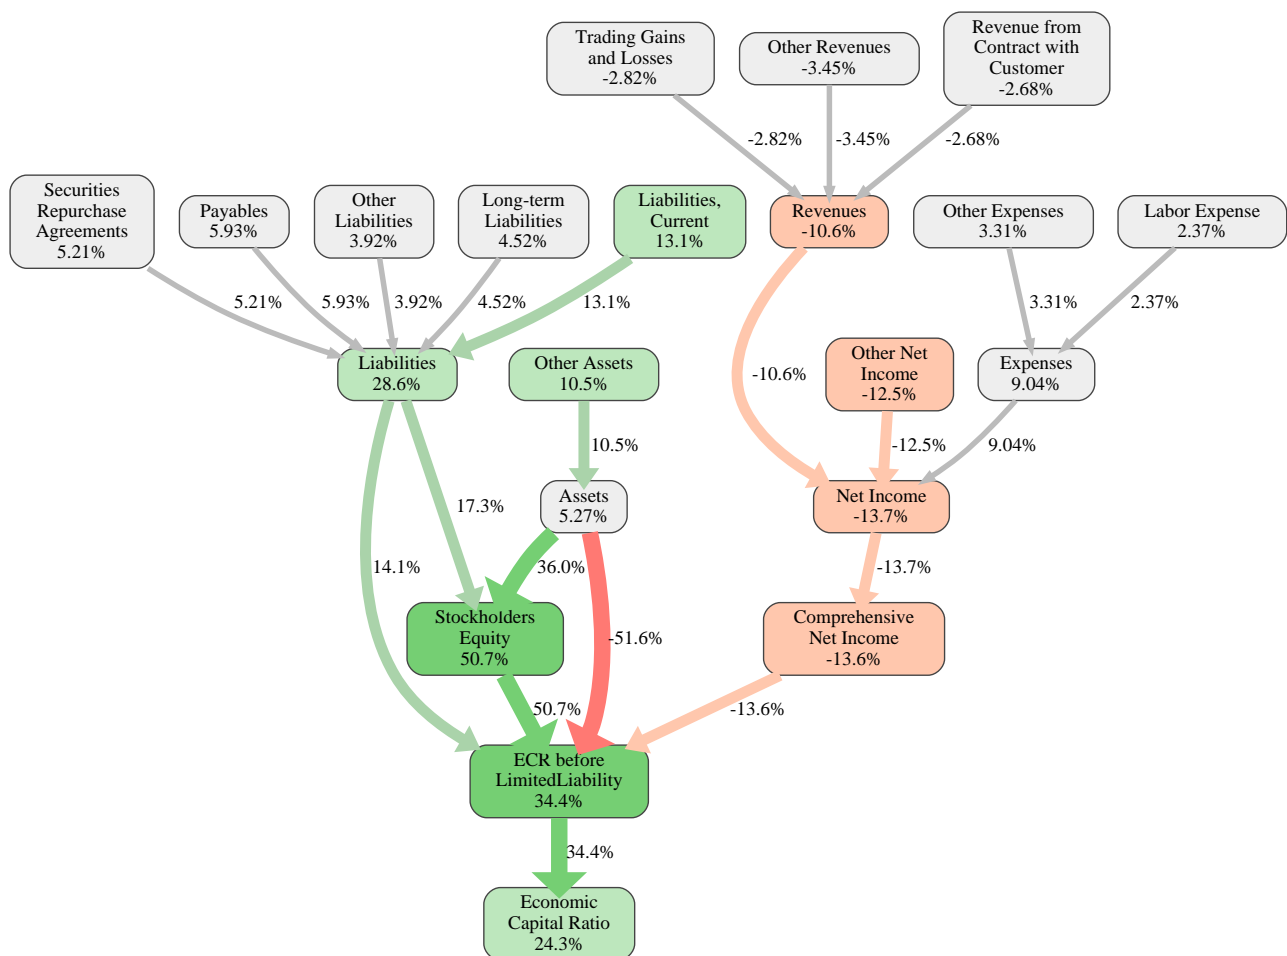 Trading Gains
and Losses
-2.82%
Other Revenues
-3.45%
Revenue from
Contract with
Customer
-2.68%
-2.82%
-3.45%
-2.68%
Securities
Repurchase
Agreements
5.21%
Payables
5.93%
Other
Liabilities
3.92%
Long-term
Liabilities
4.52%
Liabilities,
Current
13.1%
Revenues
-10.6%
Other Expenses
3.31%
Labor Expense
2.37%
5.21%
5.93%
3.92%
4.52%
13.1%
3.31%
2.37%
Liabilities
28.6%
Other Assets
10.5%
-10.6%
Other Net
Income
-12.5%
Expenses
9.04%
10.5%
-12.5%
9.04%
17.3%
Assets
5.27%
Net Income
-13.7%
14.1%
36.0%
-13.7%
Stockholders
Equity
50.7%
-51.6%
Comprehensive
Net Income
-13.6%
50.7%
-13.6%
ECR before
LimitedLiability
34.4%
34.4%
Economic
Capital Ratio
24.3%